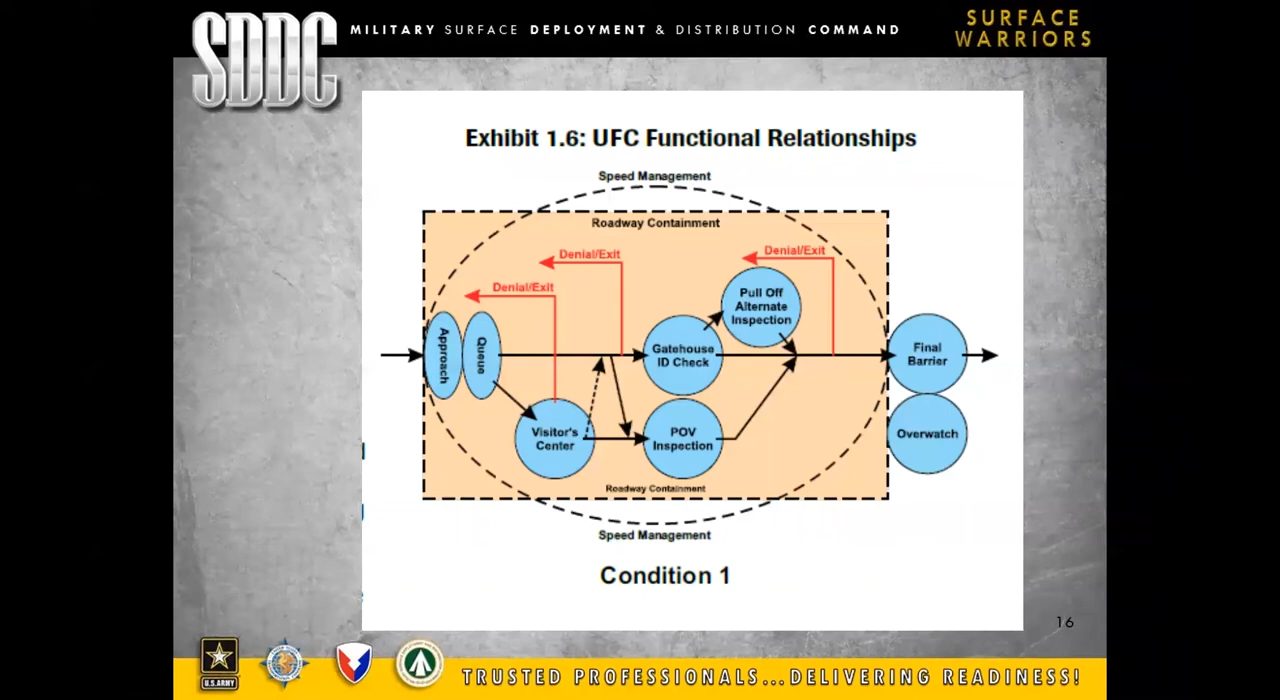 SDDC
MILITARY SURFACE DEPLOYMENT & DISTRIBUTION COMMAND
SURFACE
WARRIORS
Exhibit 1.6: UFC Functional Relationships
Speed Management
Roadway Containment
Denial/Exit
Denial/Exit
Denial/Exit
Pull Off
Alternate
Inspection
Approach
Queue
Gatehouse
ID Check
Final
Barrier
Visitor's
Center
POV
Inspection
Overwatch
Roadway Containment
Speed Management
Condition 1
16
U.S.ARMY
TRUSTED PROFESSIONALS...DELIVERING READINESS!